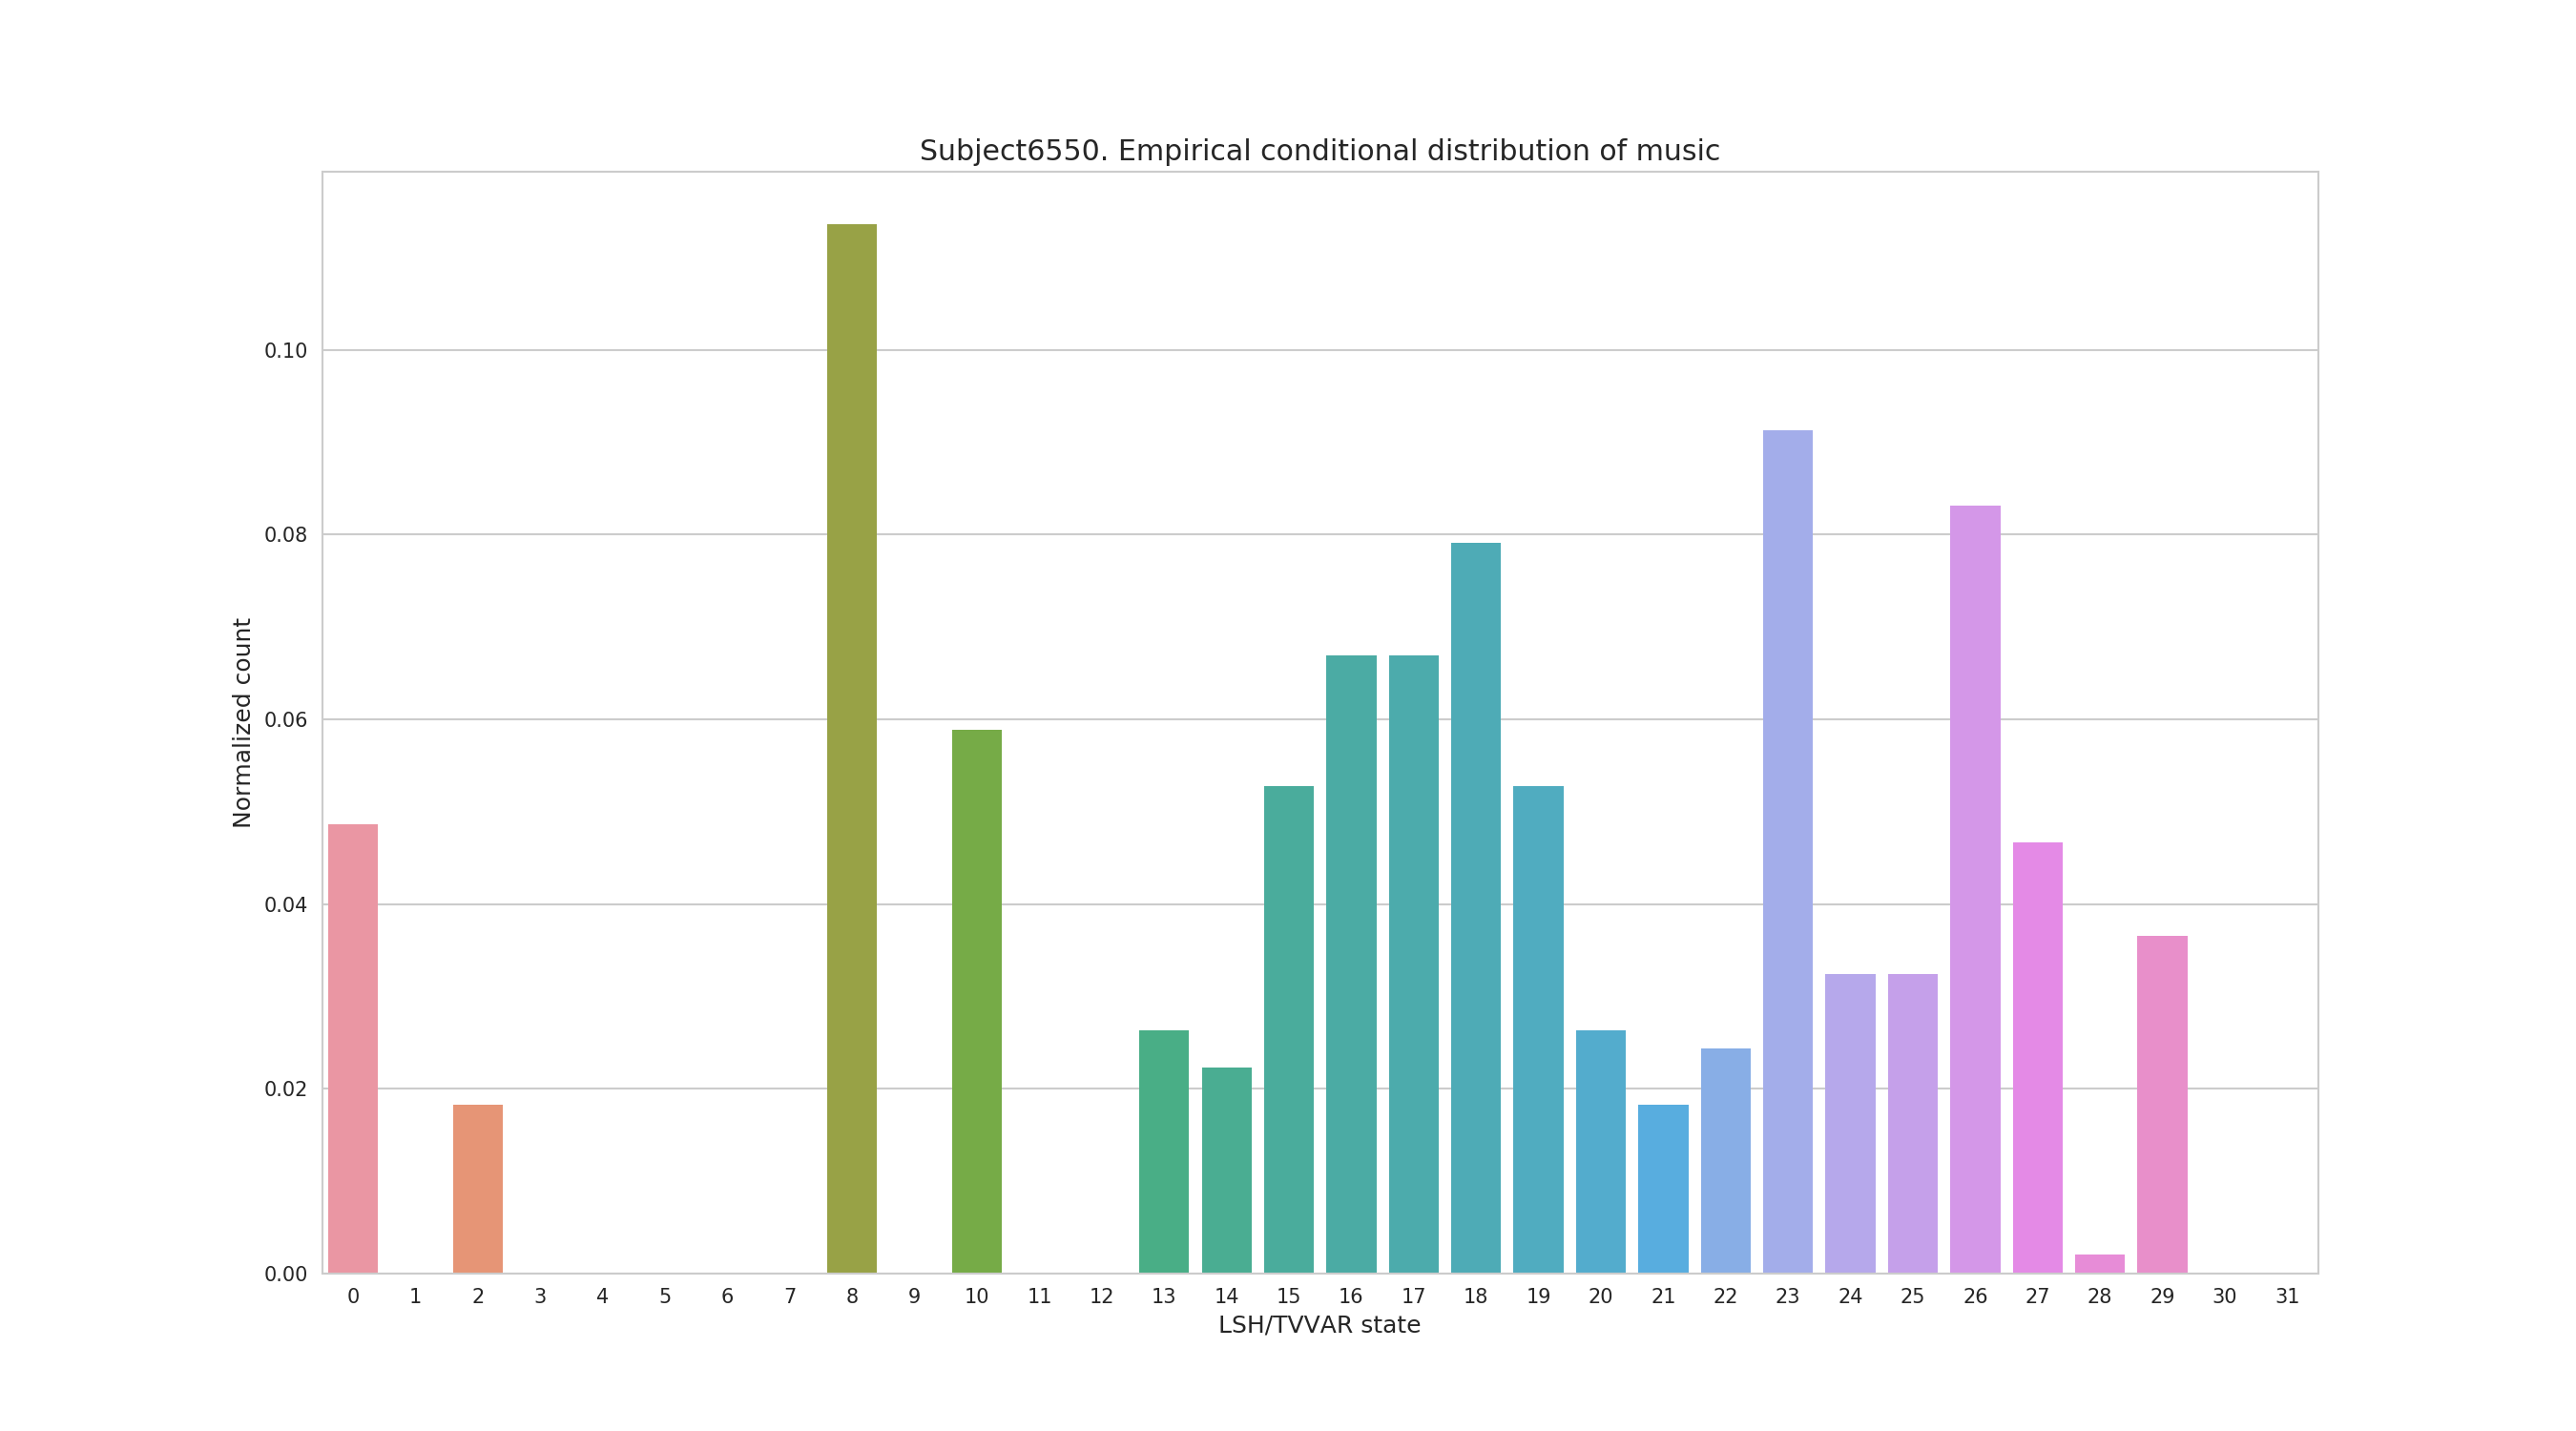 Subject6550. Empirical conditional distribution of music
Normalized count
0.10
0.08
0.06
0.04
0.02
0.00
0 1 2 3 4 5 6 7 8 9 10 11 12 13 14 15 16 17 18 19 20 21 22 23 24 25 26 27 28 29 30 31
LSH/TVVAR state